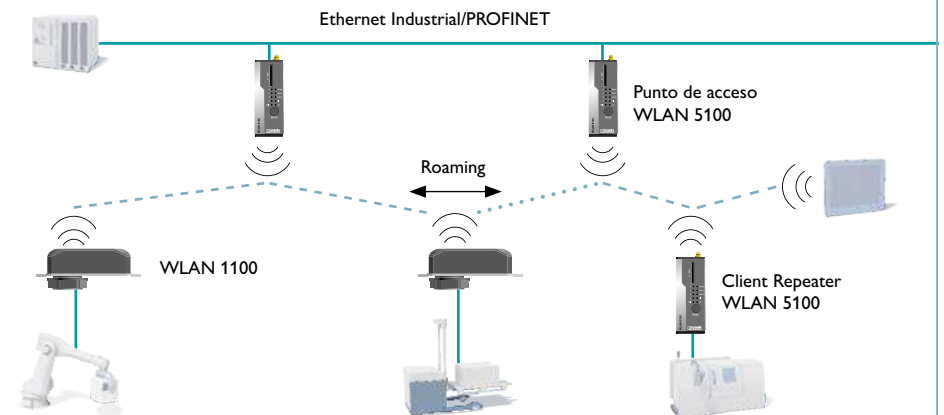 Ethernet Industrial/PROFINET
Punto de acceso
WLAN 5100
Roaming
WLAN 1100
Client Repeater
WLAN 5100